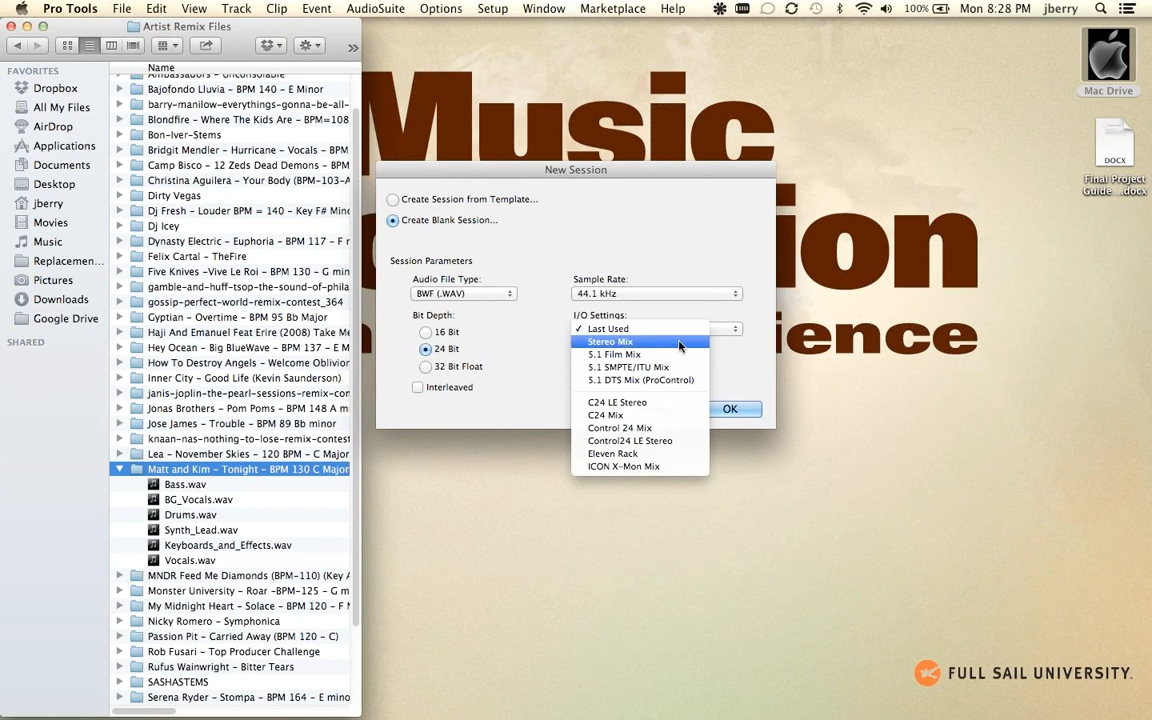 Pro Tools File Edit View Track Clip Event AudioSuite Options Setup Window Marketplace Help 100% Mon 8:28 PM jberry
Artist Remix Files
FAVORITES
Dropbox
All My Files
AirDrop
Applications
Documents
Desktop
jberry
Movies
Music
Replacemen...
Pictures
Downloads
Google Drive
SHARED
Name
Ambassadors - Unconsolable
Bajofondo Lluvia - BPM 140 - E Minor
barry-manilow-everythings-gonna-be-all-
Blondfire - Where The Kids Are - BPM=108
Bon-Iver-Stems
Bridgit Mendler - Hurricane - Vocals - BPM
Camp Bisco - 12 Zeds Dead Demons - BPM
Christina Aguilera - Your Body (BPM-103-A
Dirty Vegas
Dj Fresh - Louder BPM = 140 - Key F# Mino
Dj Icey
Dynasty Electric - Euphoria - BPM 117 - F m
Felix Cartal - TheFire
Five Knives -Vive Le Roi - BPM 130 - G min
gamble-and-huff-tsop-the-sound-of-phila
gossip-perfect-world-remix-contest_364
Gyptian - Overtime - BPM 95 Bb Minor
Haji And Emanuel Feat Erire (2008) Take Me
Hey Ocean - Big BlueWave - BPM 130 - E M
How To Destroy Angels - Welcome Oblivion
Inner City - Good Life (Kevin Saunderson)
janis-joplin-the-pearl-sessions-remix-con
Jonas Brothers - Pom Poms - BPM 148 A m
Jose James - Trouble - BPM 89 Bb minor
knaan-nas-nothing-to-lose-remix-contest
Lea - November Skies - 120 BPM - C Major
Matt and Kim - Tonight - BPM 130 C Major
Bass.wav
BG_Vocals.wav
Drums.wav
Synth_Lead.wav
Keyboards_and_Effects.wav
Vocals.wav
MNDR Feed Me Diamonds (BPM-110) (Key A
Monster University - Roar -BPM-125 - G m
My Midnight Heart - Solace - BPM 120 - F M
Nicky Romero - Symphonica
Passion Pit - Carried Away (BPM 120 - C)
Rob Fusari - Top Producer Challenge
Rufus Wainwright - Bitter Tears
SASHASTEMS
Serena Ryder - Stompa - BPM 164 - E mino
Music
ion
ience
New Session
Create Session from Template...
Create Blank Session...
Session Parameters
Audio File Type:
BWF (.WAV)
Sample Rate:
44.1 kHz
Bit Depth:
16 Bit
24 Bit
32 Bit Float
Interleaved
I/O Settings:
✓ Last Used
Stereo Mix
5.1 Film Mix
5.1 SMPTE/ITU Mix
5.1 DTS Mix (ProControl)
C24 LE Stereo
C24 Mix
Control 24 Mix
Control24 LE Stereo
Eleven Rack
ICON X-Mon Mix
OK
Mac Drive
DOCX
Final Project
Guide ....docx
FULL SAIL UNIVERSITY.